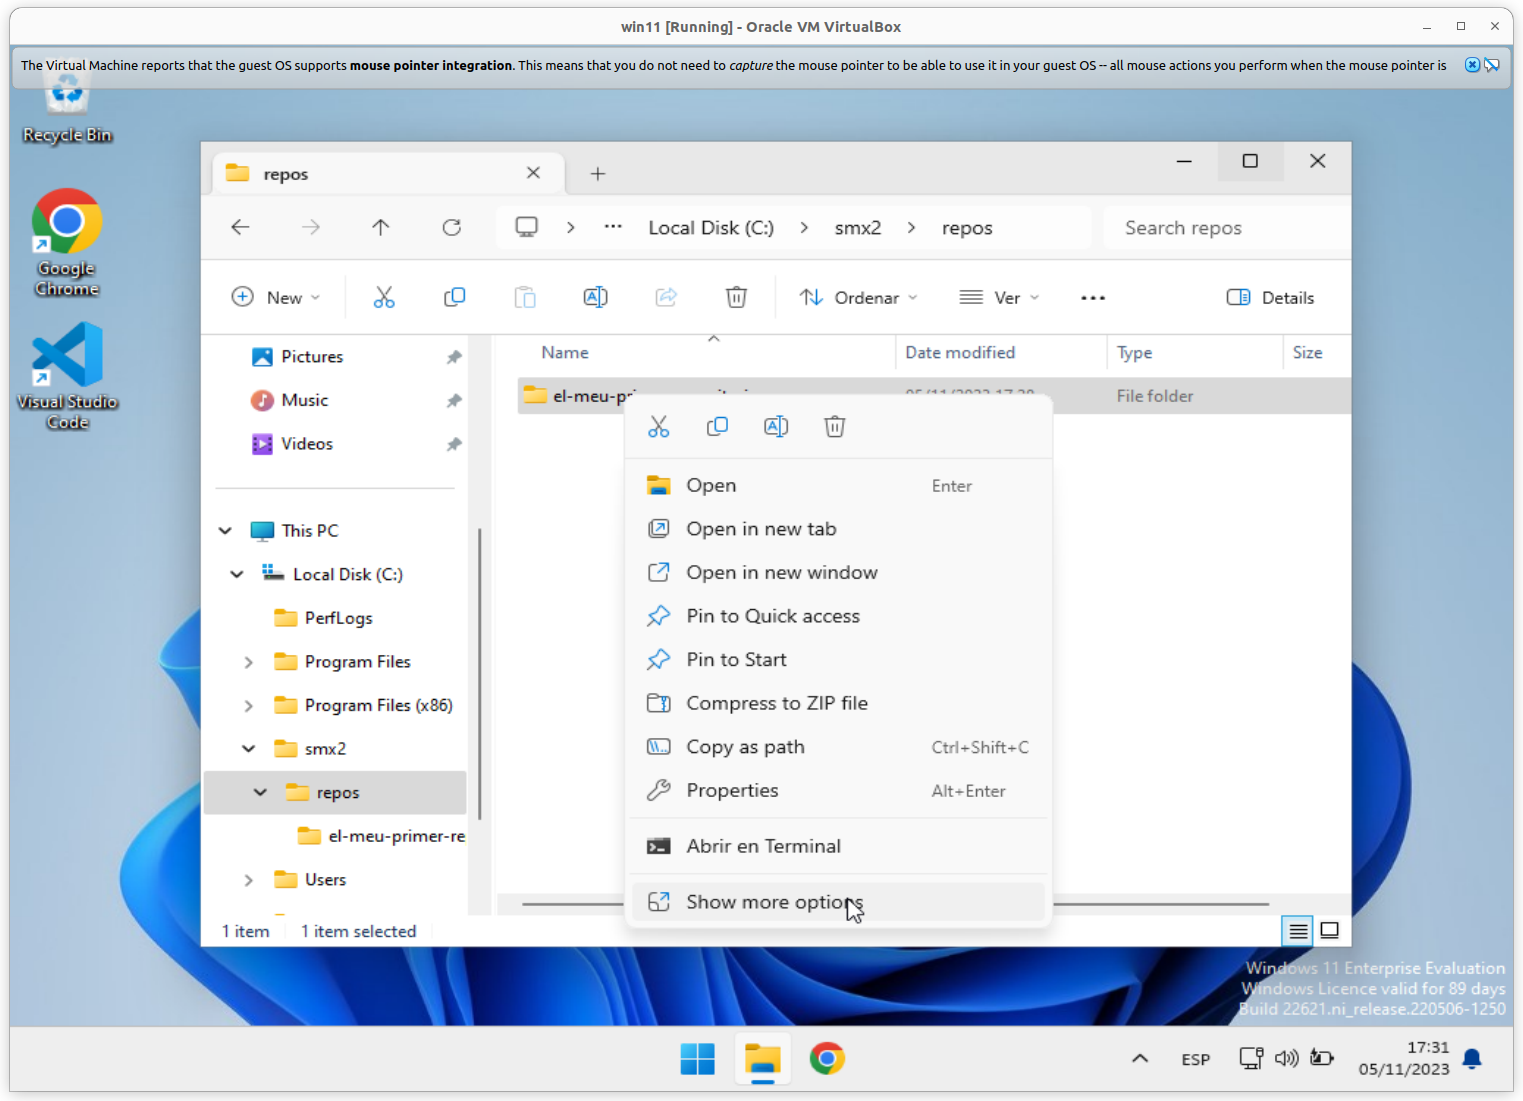 win11 [Running] - Oracle VM VirtualBox
The Virtual Machine reports that the guest OS supports mouse pointer integration. This means that you do not need to capture the mouse pointer to be able to use it in your guest OS -- all mouse actions you perform when the mouse pointer is
Recycle Bin
Google
Chrome
Visual Studio
Code
repos
Local Disk (C:)
smx2
repos
Search repos
New
Ordenar
Ver
Details
Pictures
Music
Videos
This PC
Local Disk (C:)
PerfLogs
Program Files
Program Files (x86)
smx2
repos
el-meu-primer-re
Users
Name
Date modified
Type
Size
el-meu-pr
05/11/2023 17:30
File folder
Open
Enter
Open in new tab
Open in new window
Pin to Quick access
Pin to Start
Compress to ZIP file
Copy as path
Ctrl+Shift+C
Properties
Alt+Enter
Abrir en Terminal
Show more options
1 item
1 item selected
Windows 11 Enterprise Evaluation
Windows Licence valid for 89 days
Build 22621.ni_release.220506-1250
ESP
17:31
05/11/2023